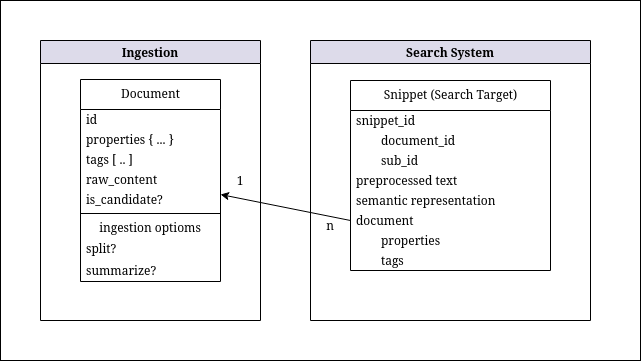 Ingestion
Document
id
properties { ... }
tags [ .. ]
raw_content
is_candidate?
ingestion optioms
split?
summarize?
1
n
Search System
Snippet (Search Target)
snippet_id
document_id
sub_id
preprocessed text
semantic representation
document
properties
tags